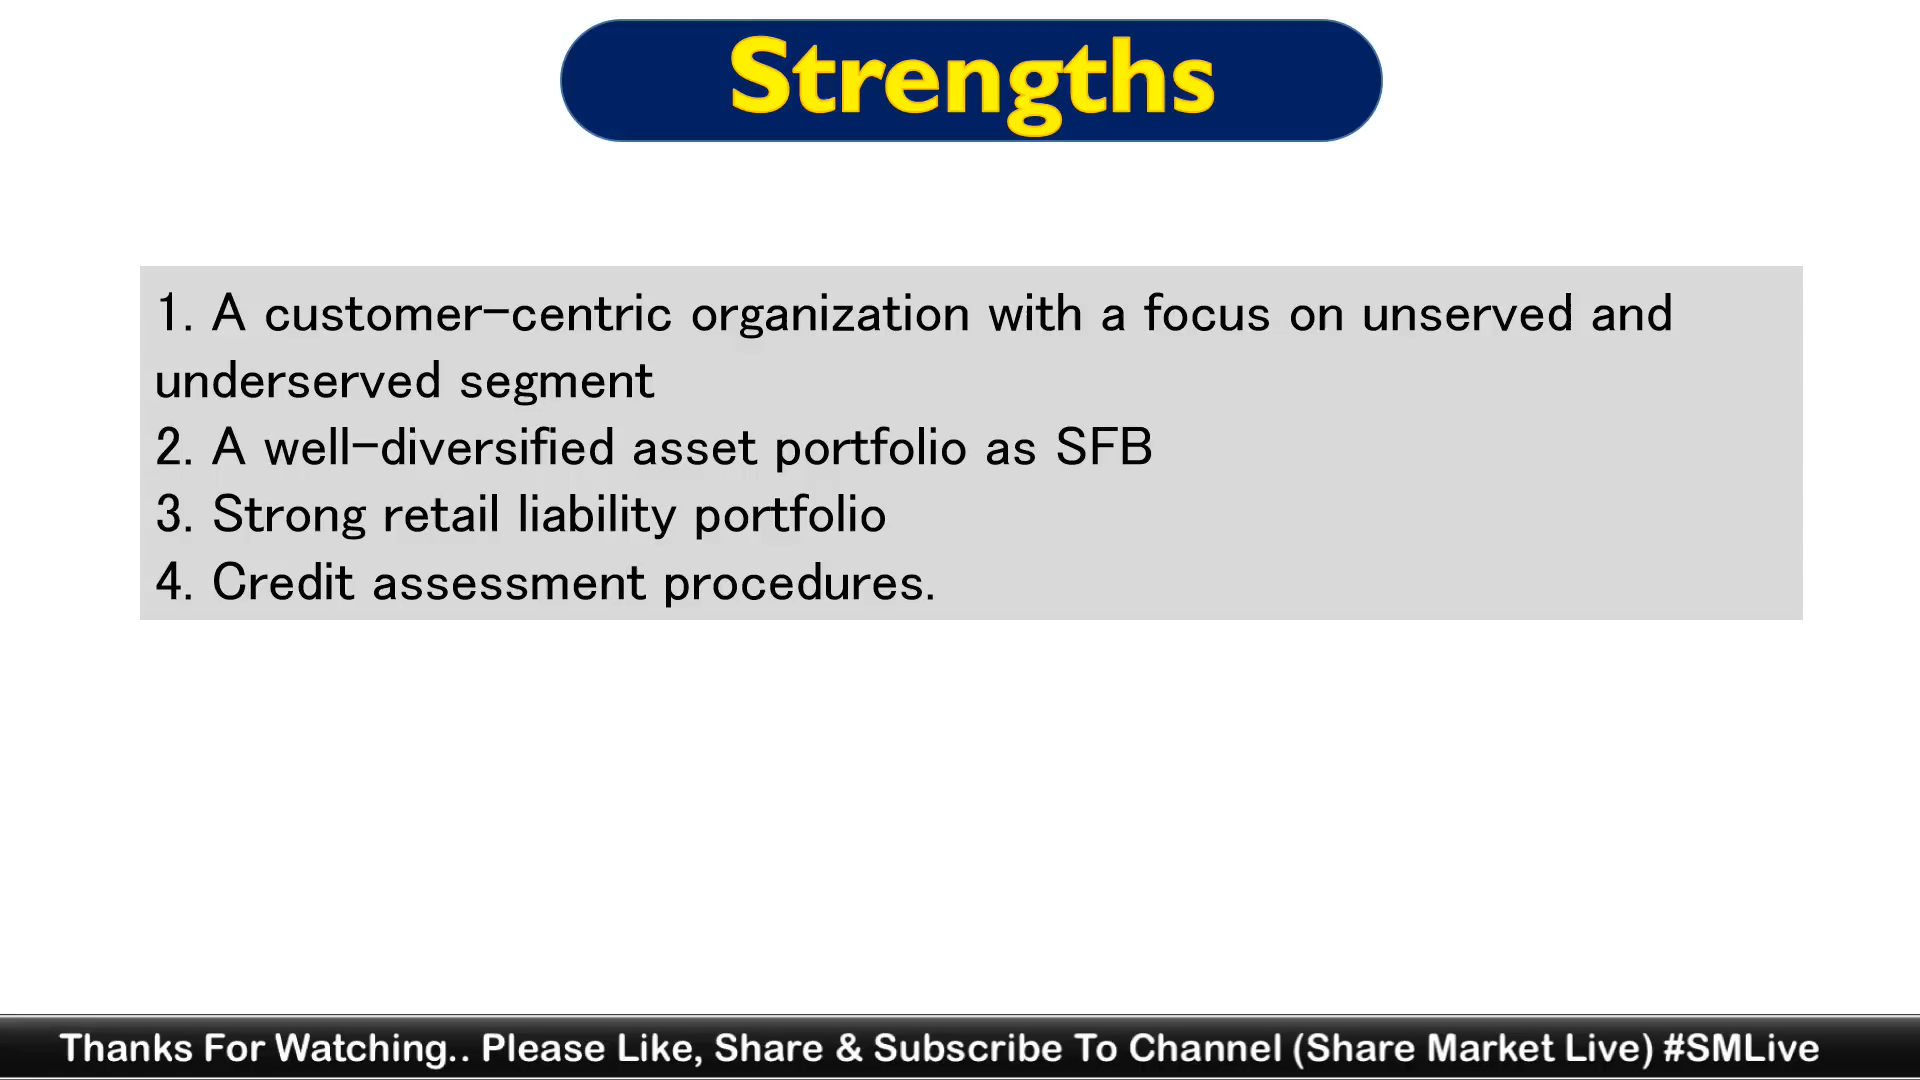 Strengths
1. A customer-centric organization with a focus on unserved and
underserved segment
2. A well-diversified asset portfolio as SFB
3. Strong retail liability portfolio
4. Credit assessment procedures.
Thanks For Watching.. Please Like, Share & Subscribe To Channel (Share Market Live) #SMLive